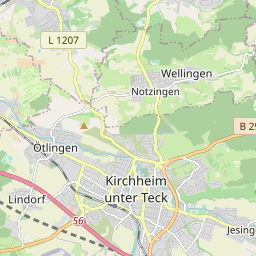 L 1207
Wellingen
Notzingen
B 29
Ötlingen
Kirchheim
unter Teck
Lindorf
56
Jesing